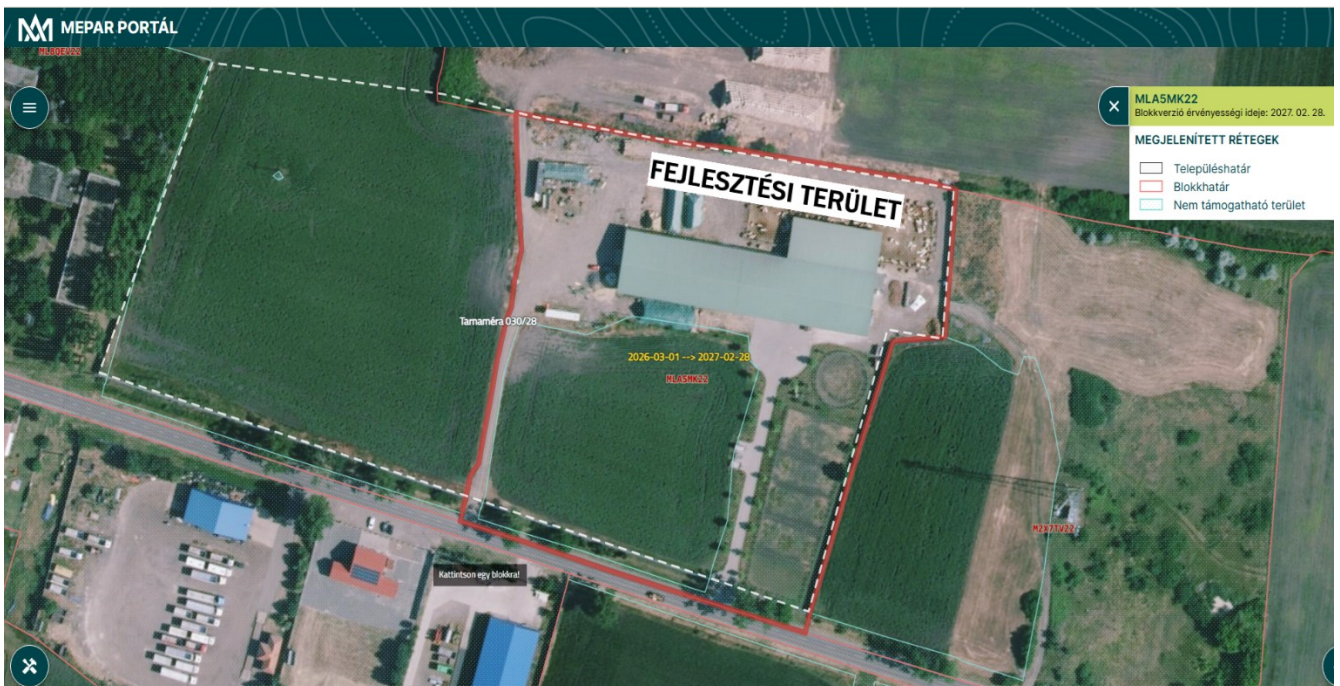 MEPAR PORTÁL
MLA5MK22
Blokkverzió érvényességi ideje: 2027. 02. 28.
MEGJELENÍTETT RÉTEGEK
Településhatár
Blokkhatár
Nem támogatható terület
FEJLESZTÉSI TERÜLET
Tarnaméra 030/28
2026-03-01 --> 2027-02-28
MLA5MK22
M2X7TV22
Kattintson egy blokkra!